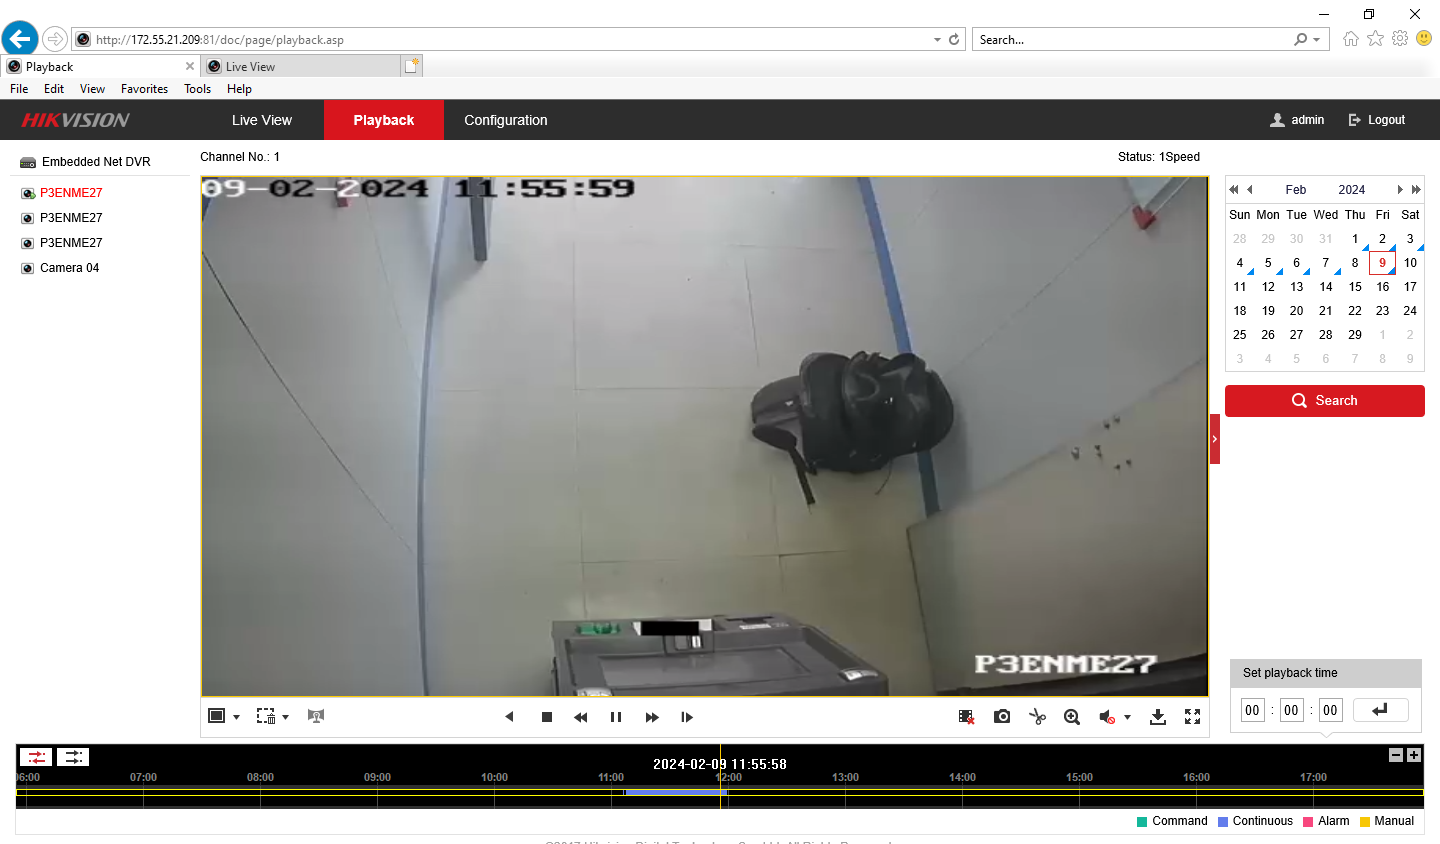 http://172.55.21.209:81/doc/page/playback.asp
Search...
Playback
Live View
File Edit View Favorites Tools Help
HIKVISION
Live View
Playback
Configuration
admin
Logout
Embedded Net DVR
Channel No.: 1
Status: 1Speed
P3ENME27
P3ENME27
P3ENME27
Camera 04
09-02-2024 11:55:59
P3ENME27
Feb 2024
Sun Mon Tue Wed Thu Fri Sat
28 29 30 31 1 2 3
4 5 6 7 8 9 10
11 12 13 14 15 16 17
18 19 20 21 22 23 24
25 26 27 28 29 1 2
3 4 5 6 7 8 9
Search
Set playback time
00 : 00 : 00
2024-02-09 11:55:58
06:00 07:00 08:00 09:00 10:00 11:00 12:00 13:00 14:00 15:00 16:00 17:00
Command Continuous Alarm Manual